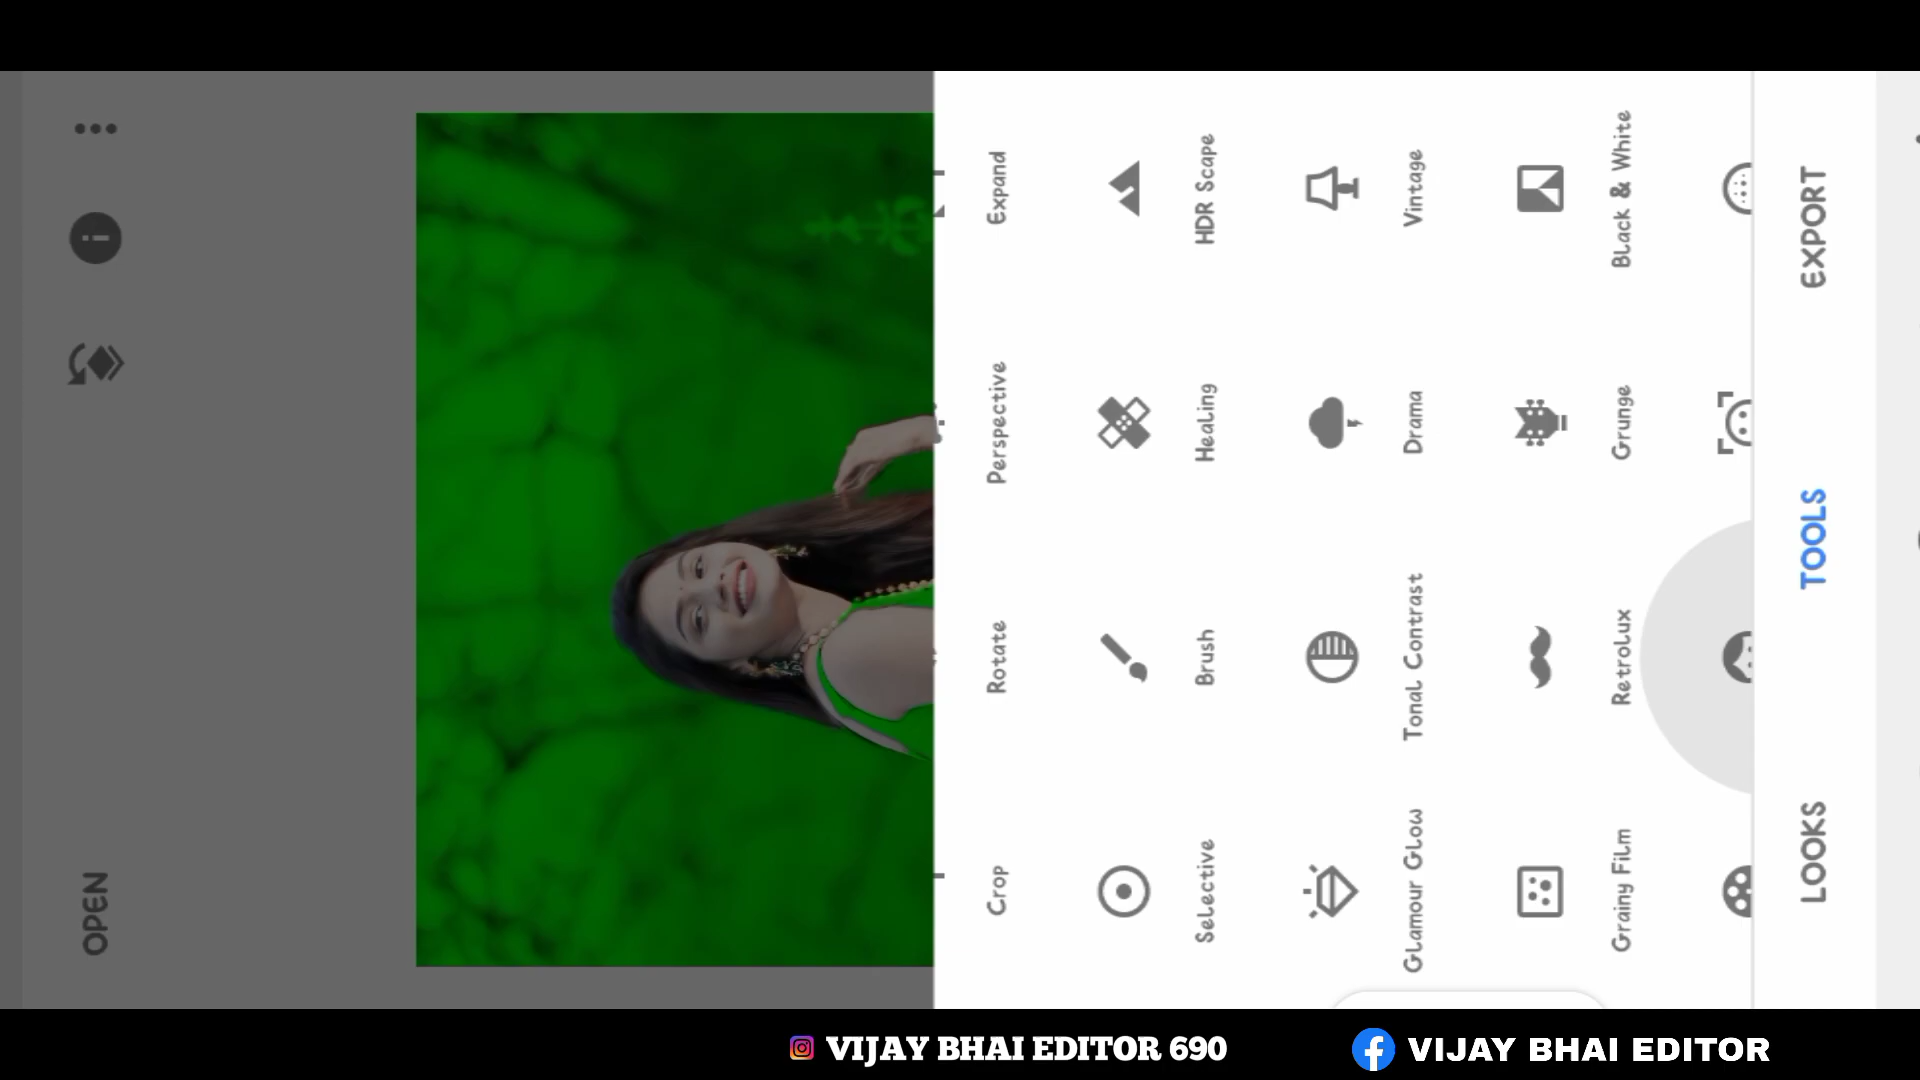 OPEN
Crop
Rotate
Perspective
Expand
Selective
Brush
Healing
HDR Scape
Glamour Glow
Tonal Contrast
Drama
Vintage
Grainy Film
Retrolux
Grunge
Black & White
LOOKS
TOOLS
EXPORT
VIJAY BHAI EDITOR 690
VIJAY BHAI EDITOR